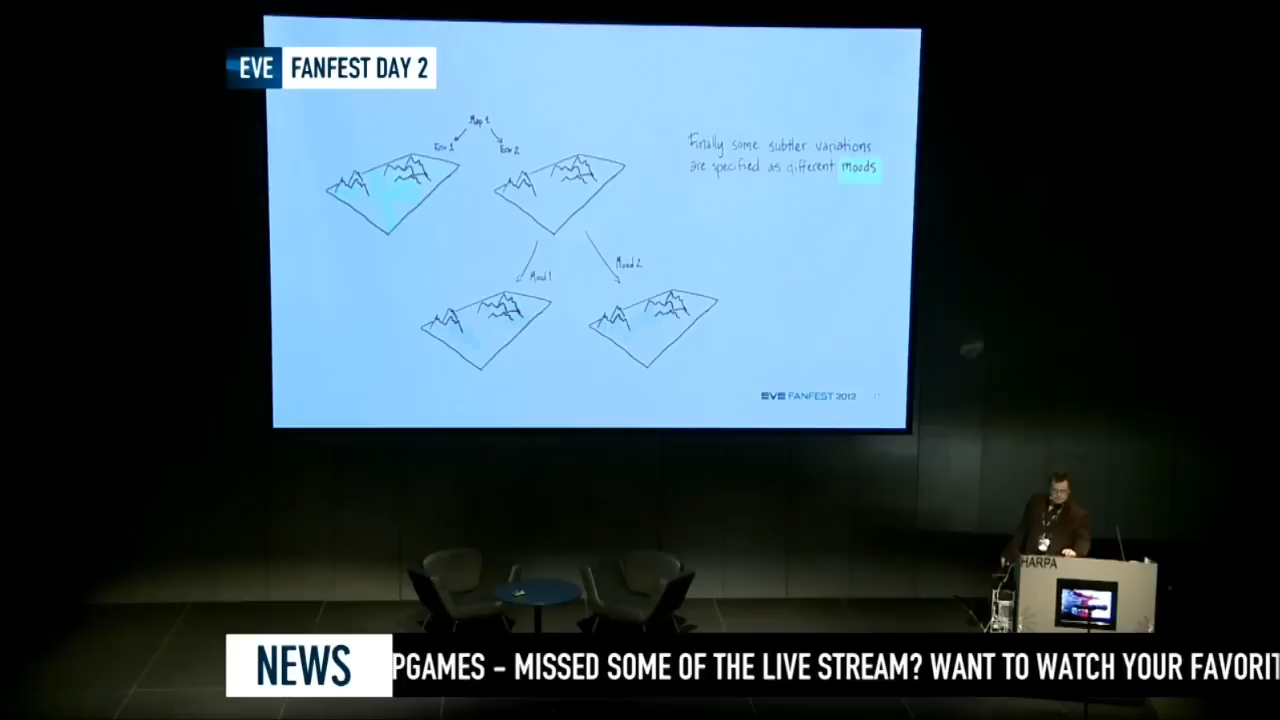 EVE FANFEST DAY 2
Map 1
Env 1
Env 2
Finally some subtler variations
are specified as different moods
Mood 1
Mood 2
EVE FANFEST 2012
HARPA
NEWS
PGAMES – MISSED SOME OF THE LIVE STREAM? WANT TO WATCH YOUR FAVORIT